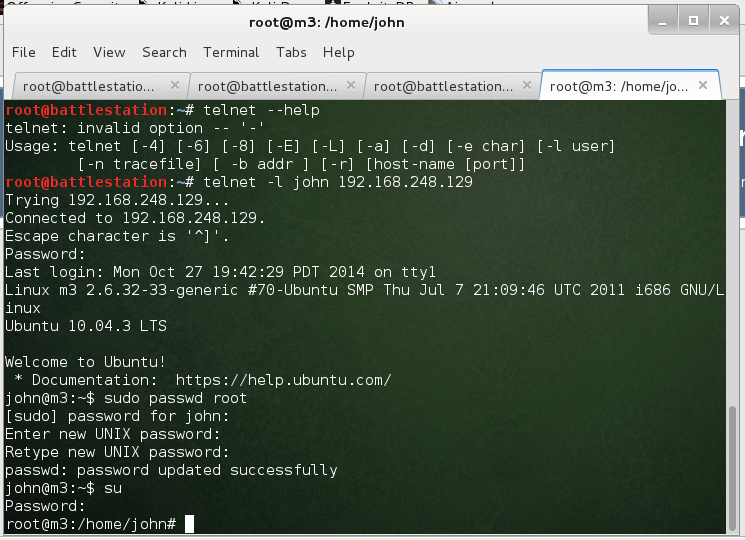 root@m3: /home/john
File Edit View Search Terminal Tabs Help
root@battlestatio... root@battlestation... root@battlestation... root@m3: /home/jo...
root@battlestation:~# telnet --help
telnet: invalid option -- '-'
Usage: telnet [-4] [-6] [-8] [-E] [-L] [-a] [-d] [-e char] [-l user]
[-n tracefile] [ -b addr ] [-r] [host-name [port]]
root@battlestation:~# telnet -l john 192.168.248.129
Trying 192.168.248.129...
Connected to 192.168.248.129.
Escape character is '^]'.
Password:
Last login: Mon Oct 27 19:42:29 PDT 2014 on tty1
Linux m3 2.6.32-33-generic #70-Ubuntu SMP Thu Jul 7 21:09:46 UTC 2011 i686 GNU/L
inux
Ubuntu 10.04.3 LTS
Welcome to Ubuntu!
* Documentation:  https://help.ubuntu.com/
john@m3:~$ sudo passwd root
[sudo] password for john:
Enter new UNIX password:
Retype new UNIX password:
passwd: password updated successfully
john@m3:~$ su
Password:
root@m3:/home/john#